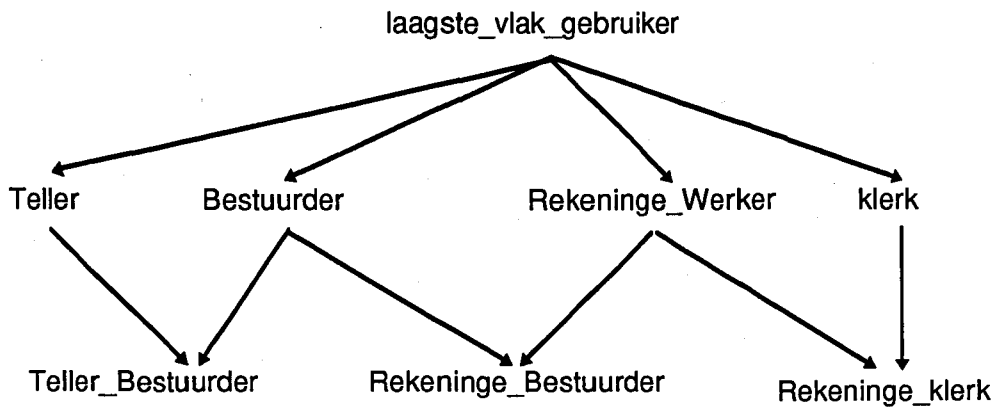 laagste_vlak_gebruiker
Teller Bestuurder Rekeninge_Werker klerk
Teller_Bestuurder Rekeninge_Bestuurder Rekeninge_klerk